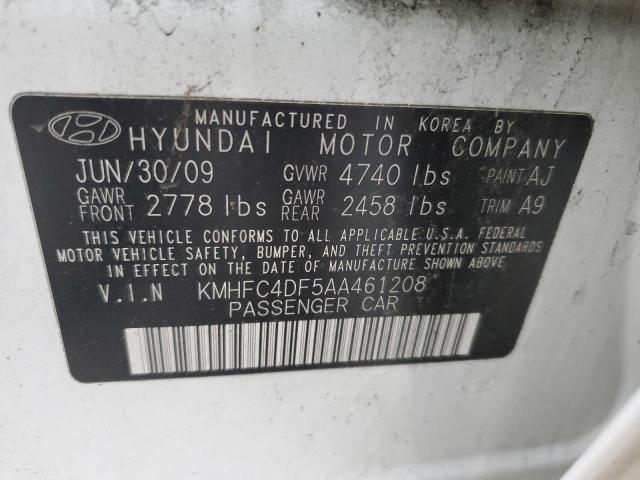 MANUFACTURED IN KOREA BY
HYUNDAI MOTOR COMPANY
JUN/30/09 GVWR 4740 lbs PAINT AJ
GAWR FRONT 2778 lbs GAWR REAR 2458 lbs TRIM A9
THIS VEHICLE CONFORMS TO ALL APPLICABLE U.S.A. FEDERAL
MOTOR VEHICLE SAFETY, BUMPER, AND THEFT PREVENTION STANDARDS
IN EFFECT ON THE DATE OF MANUFACTURE SHOWN ABOVE
V.I.N KMHFC4DF5AA461208
PASSENGER CAR